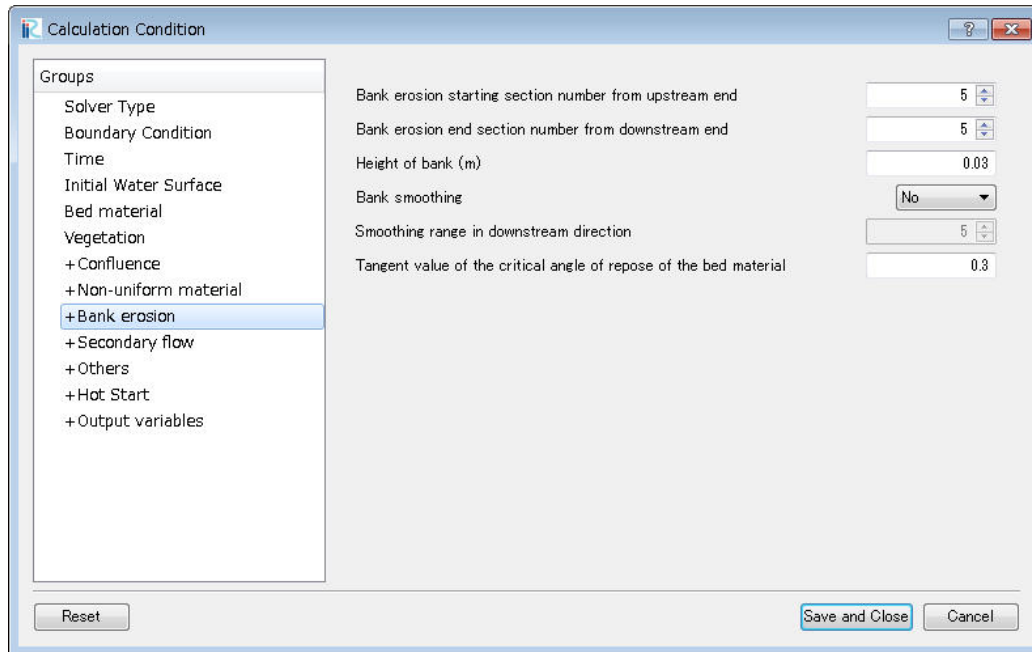 Calculation Condition
Groups
Solver Type
Boundary Condition
Time
Initial Water Surface
Bed material
Vegetation
+Confluence
+Non-uniform material
+Bank erosion
+Secondary flow
+Others
+Hot Start
+Output variables
Bank erosion starting section number from upstream end 5
Bank erosion end section number from downstream end 5
Height of bank (m) 0.03
Bank smoothing No
Smoothing range in downstream direction 5
Tangent value of the critical angle of repose of the bed material 0.3
Reset Save and Close Cancel